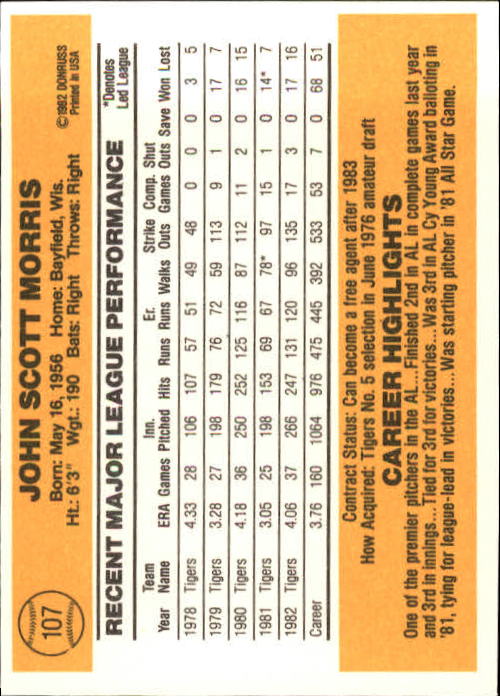 107
JOHN SCOTT MORRIS
©1982 DONRUSS
Printed in USA
Born: May 16, 1956 Home: Bayfield, Wis.
Ht.: 6'3" Wgt.: 190 Bats: Right Throws: Right
RECENT MAJOR LEAGUE PERFORMANCE
*Denotes
Led League
Team Inn. Er. Strike Comp. Shut
Year Name ERA Games Pitched Hits Runs Runs Walks Outs Games Outs Save Won Lost
1978 Tigers 4.33 28 106 107 57 51 49 48 0 0 0 3 5
1979 Tigers 3.28 27 198 179 76 72 59 113 9 1 0 17 7
1980 Tigers 4.18 36 250 252 125 116 87 112 11 2 0 16 15
1981 Tigers 3.05 25 198 153 69 67 78* 97 15 1 0 14* 7
1982 Tigers 4.06 37 266 247 131 120 96 135 17 3 0 17 16
Career 3.76 160 1064 976 475 445 392 533 53 7 0 68 51
Contract Status: Can become a free agent after 1983
How Acquired: Tigers No. 5 selection in June 1976 amateur draft
CAREER HIGHLIGHTS
One of the premier pitchers in the AL...Finished 2nd in AL in complete games last year
and 3rd in innings...Tied for 3rd for victories...Was 3rd in AL Cy Young Award balloting in
'81, tying for league-lead in victories...Was starting pitcher in '81 All Star Game.